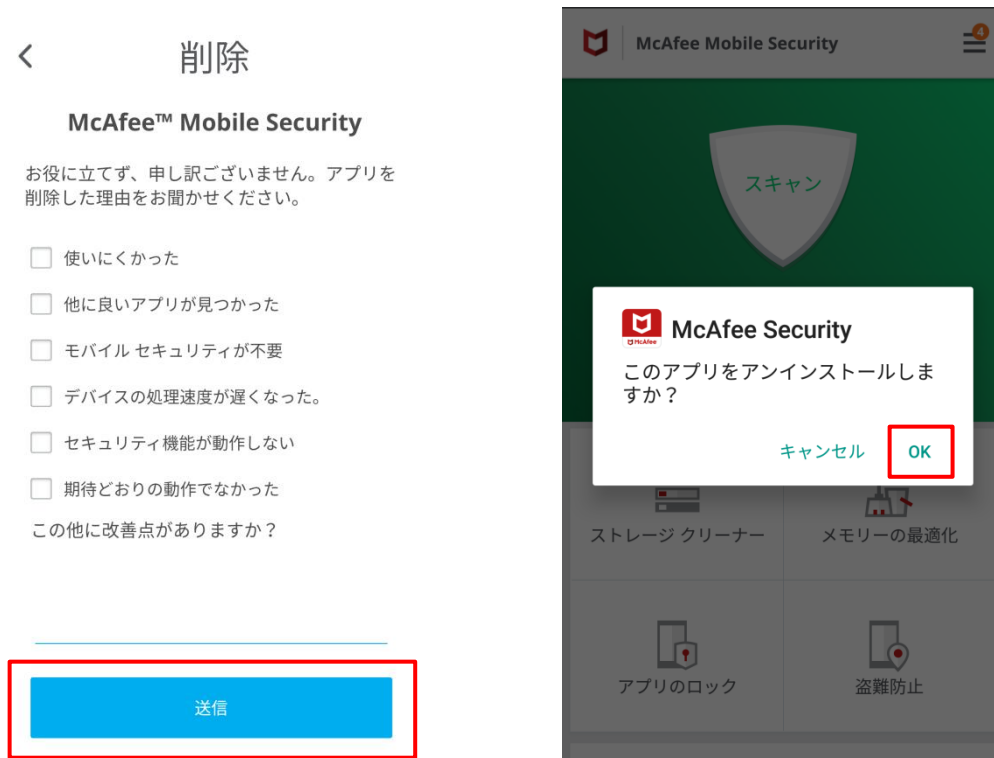 削除
McAfee™ Mobile Security
お役に立てず、申し訳ございません。アプリを
削除した理由をお聞かせください。
使いにくかった
他に良いアプリが見つかった
モバイル セキュリティが不要
デバイスの処理速度が遅くなった。
セキュリティ機能が動作しない
期待どおりの動作でなかった
この他に改善点がありますか？
送信
McAfee Mobile Security
4
スキャン
McAfee
McAfee Security
このアプリをアンインストールしま
すか？
キャンセル OK
ストレージ クリーナー メモリーの最適化
アプリのロック 盗難防止